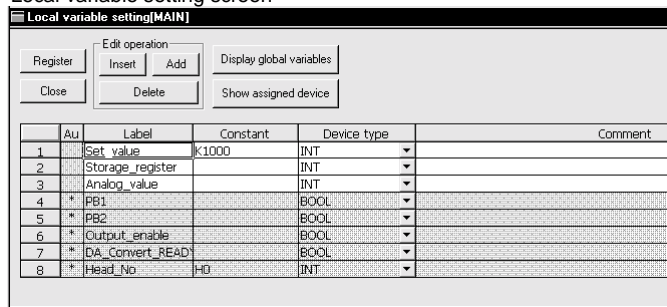 Local variable setting screen
Local variable setting[MAIN]
Edit operation
Register Insert Add Display global variables
Close Delete Show assigned device
Au Label Constant Device type Comment
1 Set_value K1000 INT
2 Storage_register INT
3 Analog_value INT
4 * PB1 BOOL
5 * PB2 BOOL
6 * Output_enable BOOL
7 * DA_Convert_READY BOOL
8 * Head_No H0 INT